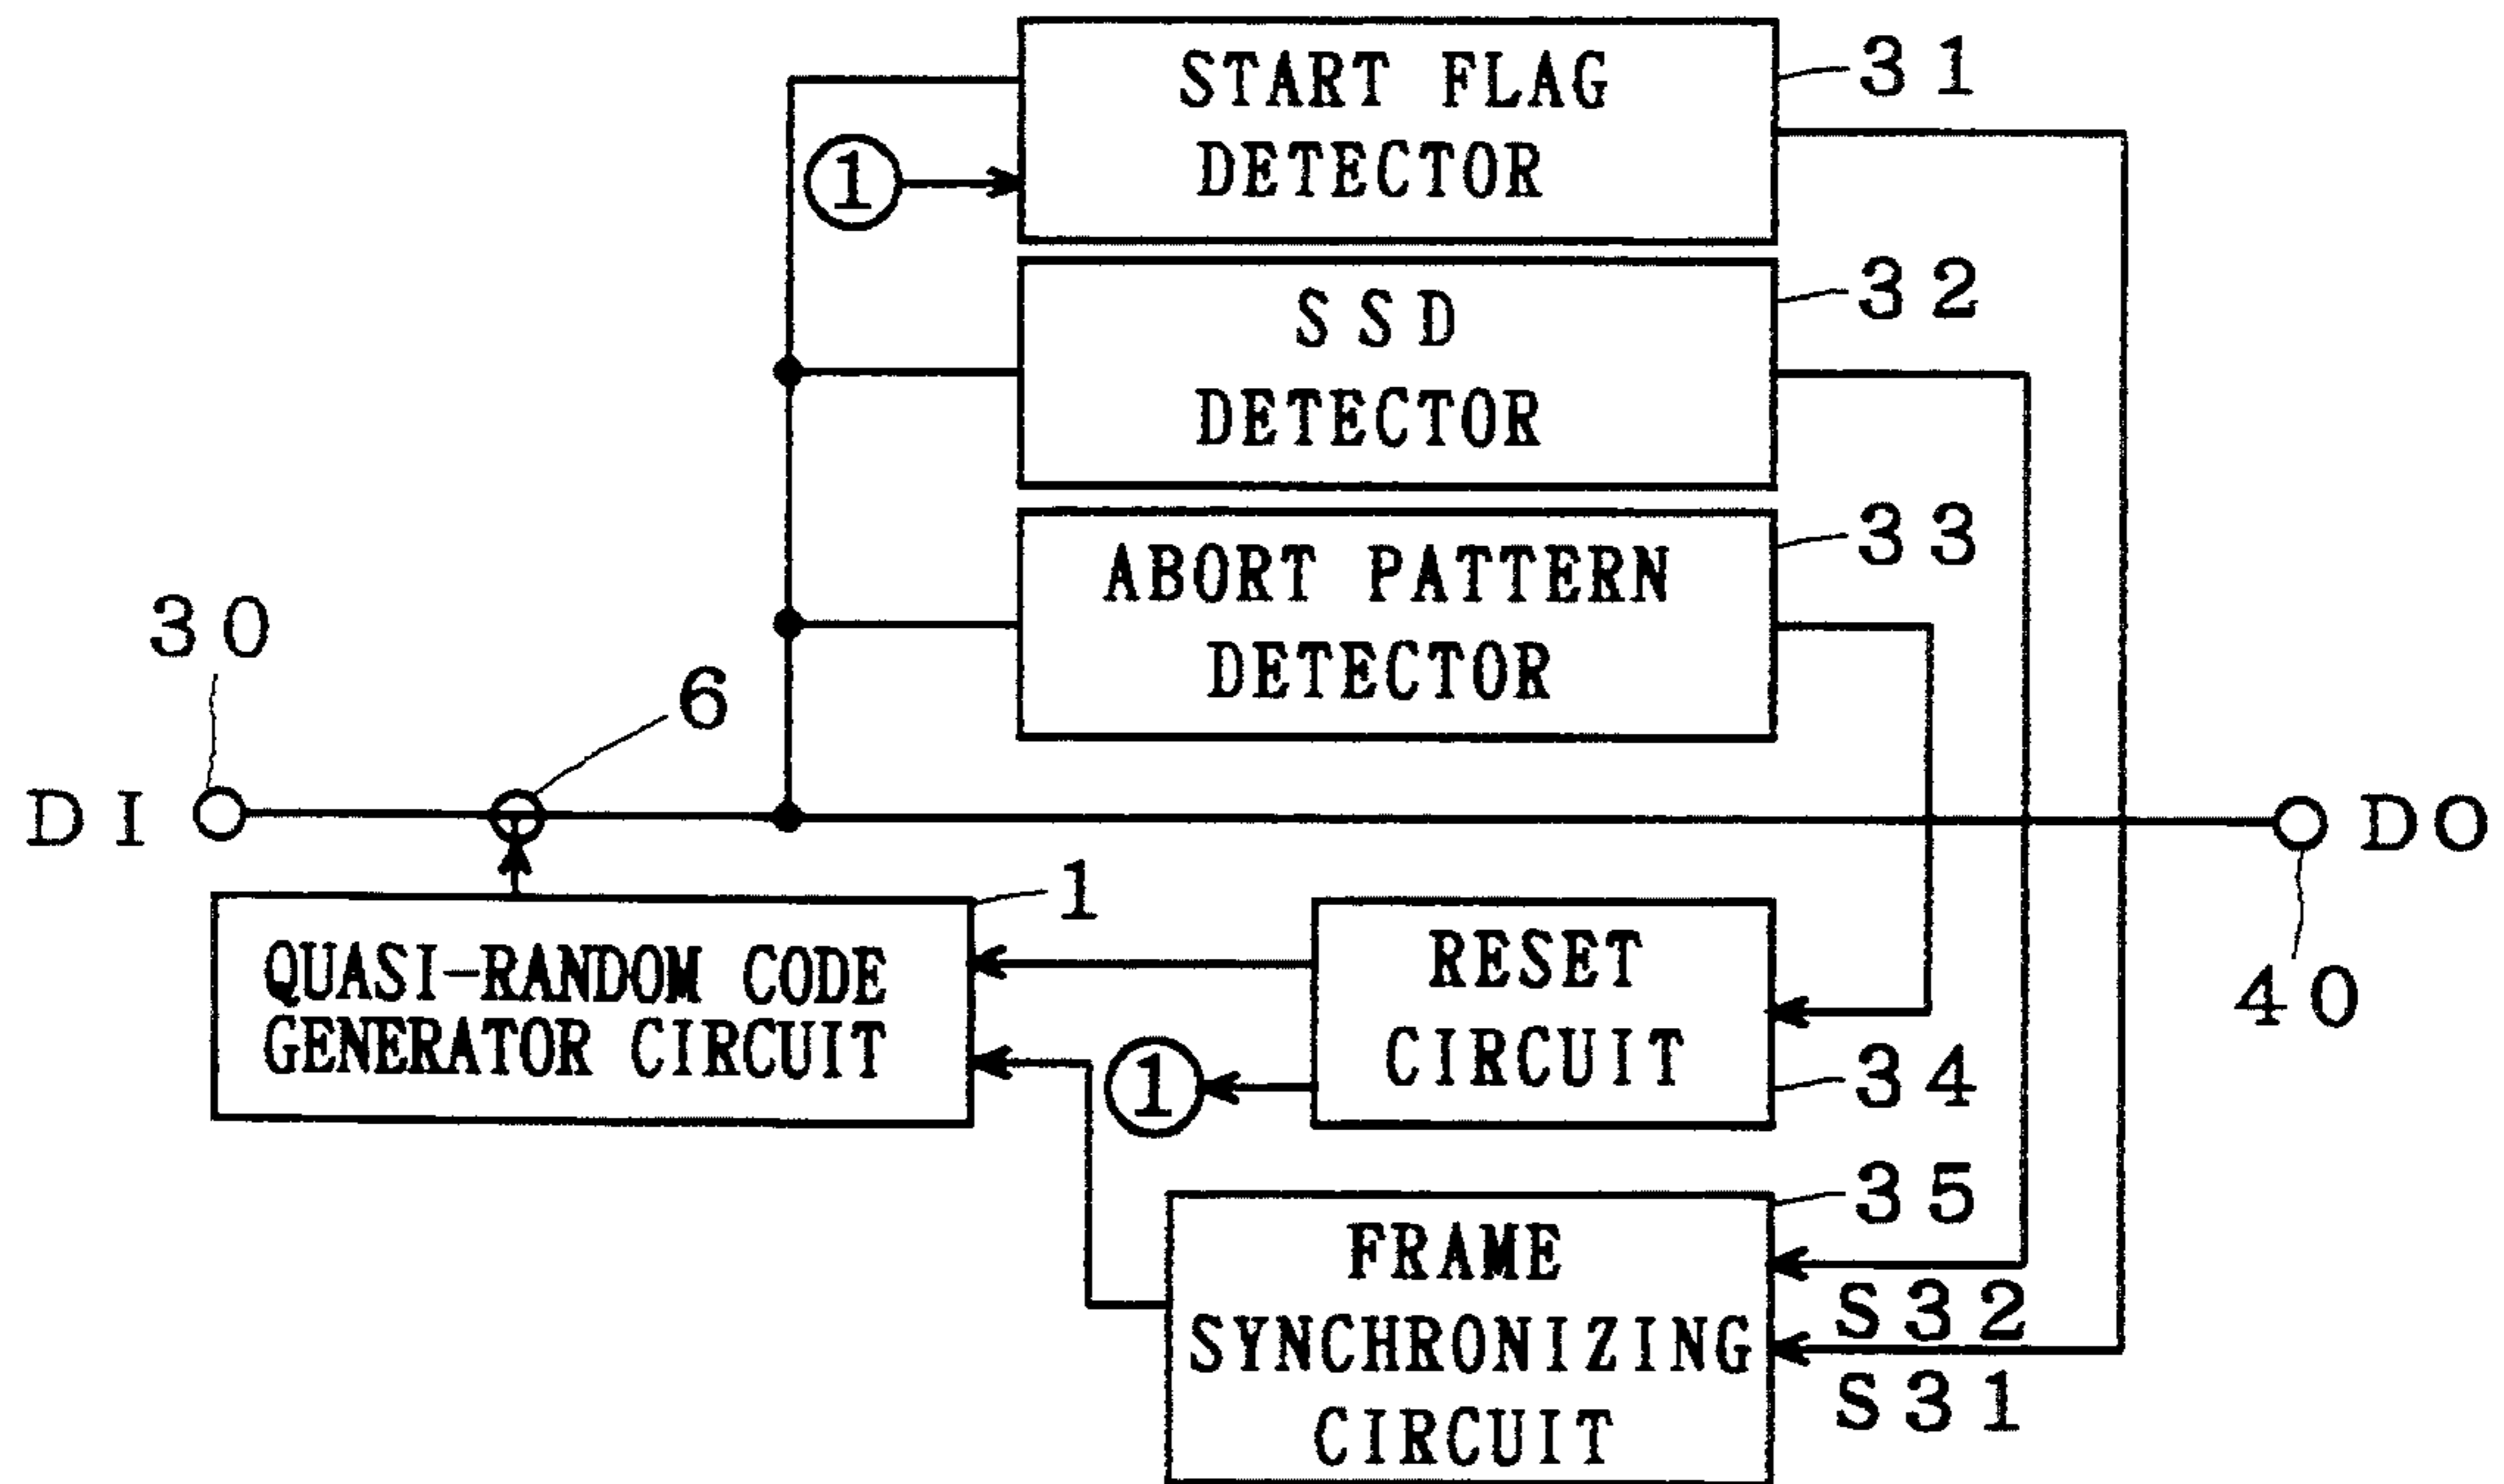 START FLAG
DETECTOR
31
①
SSD
DETECTOR
32
ABORT PATTERN
DETECTOR
33
30
6
DI
DO
40
1
QUASI-RANDOM CODE
GENERATOR CIRCUIT
RESET
CIRCUIT
34
①
35
FRAME
SYNCHRONIZING
CIRCUIT
S32
S31